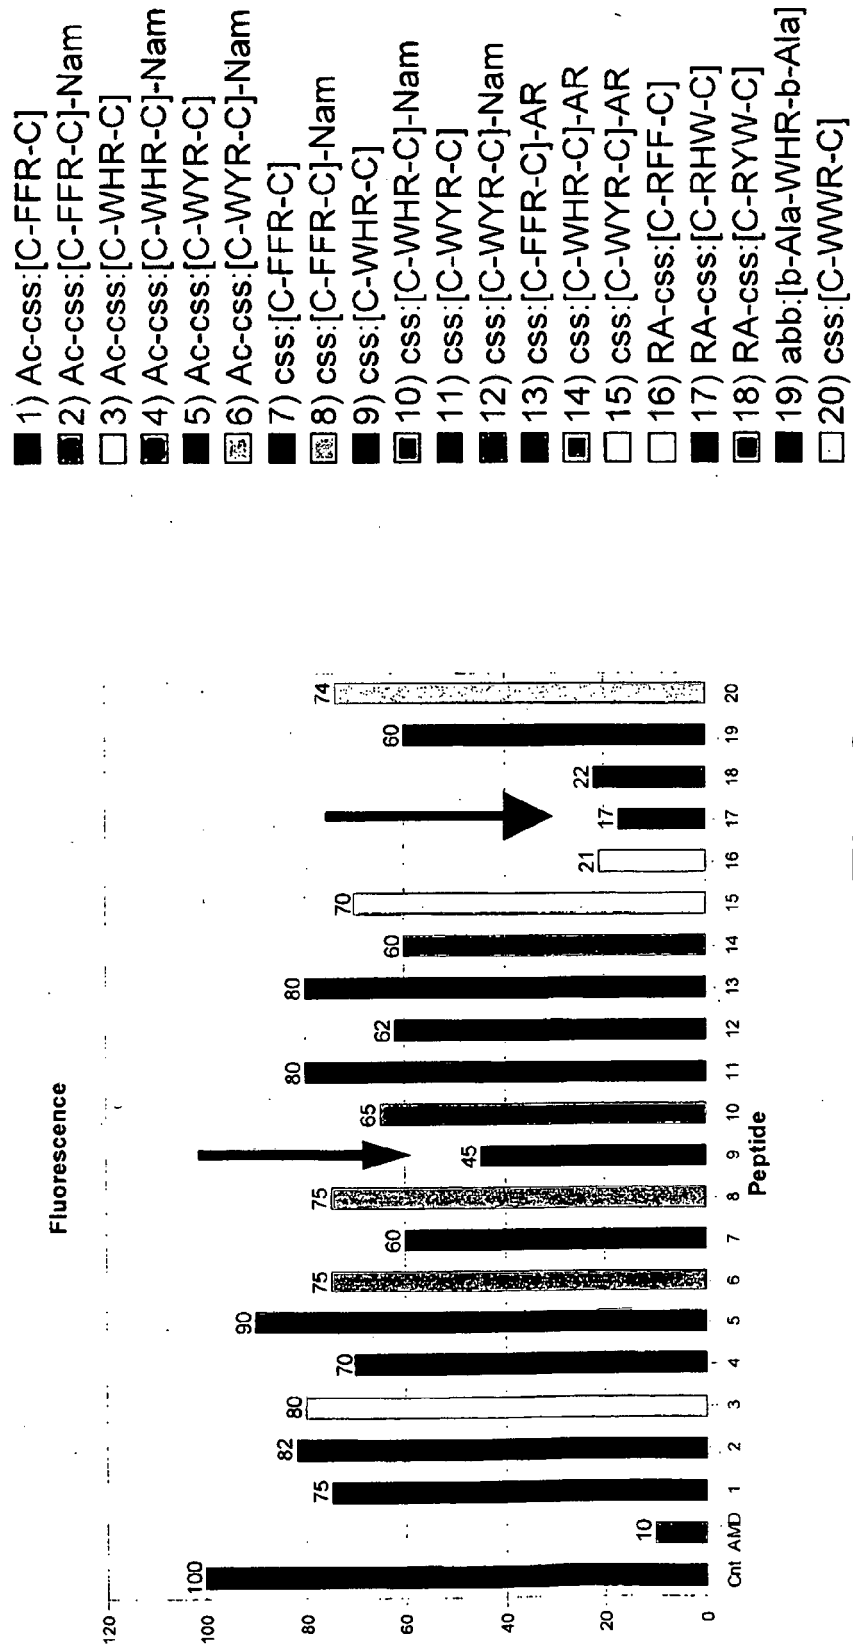 Fluorescence
120
100
80
60
40
20
0
100
10
75
82
80
70
90
75
60
75
45
65
80
62
80
60
70
21
17
22
60
74
Cnt AMD 1 2 3 4 5 6 7 8 9 10 11 12 13 14 15 16 17 18 19 20
Peptide
1) Ac-css:[C-FFR-C]
2) Ac-css:[C-FFR-C]-Nam
3) Ac-css:[C-WHR-C]
4) Ac-css:[C-WHR-C]-Nam
5) Ac-css:[C-WYR-C]
6) Ac-css:[C-WYR-C]-Nam
7) css:[C-FFR-C]
8) css:[C-FFR-C]-Nam
9) css:[C-WHR-C]
10) css:[C-WHR-C]-Nam
11) css:[C-WYR-C]
12) css:[C-WYR-C]-Nam
13) css:[C-FFR-C]-AR
14) css:[C-WHR-C]-AR
15) css:[C-WYR-C]-AR
16) RA-css:[C-RFF-C]
17) RA-css:[C-RHW-C]
18) RA-css:[C-RYW-C]
19) abb:[b-Ala-WHR-b-Ala]
20) css:[C-WWR-C]